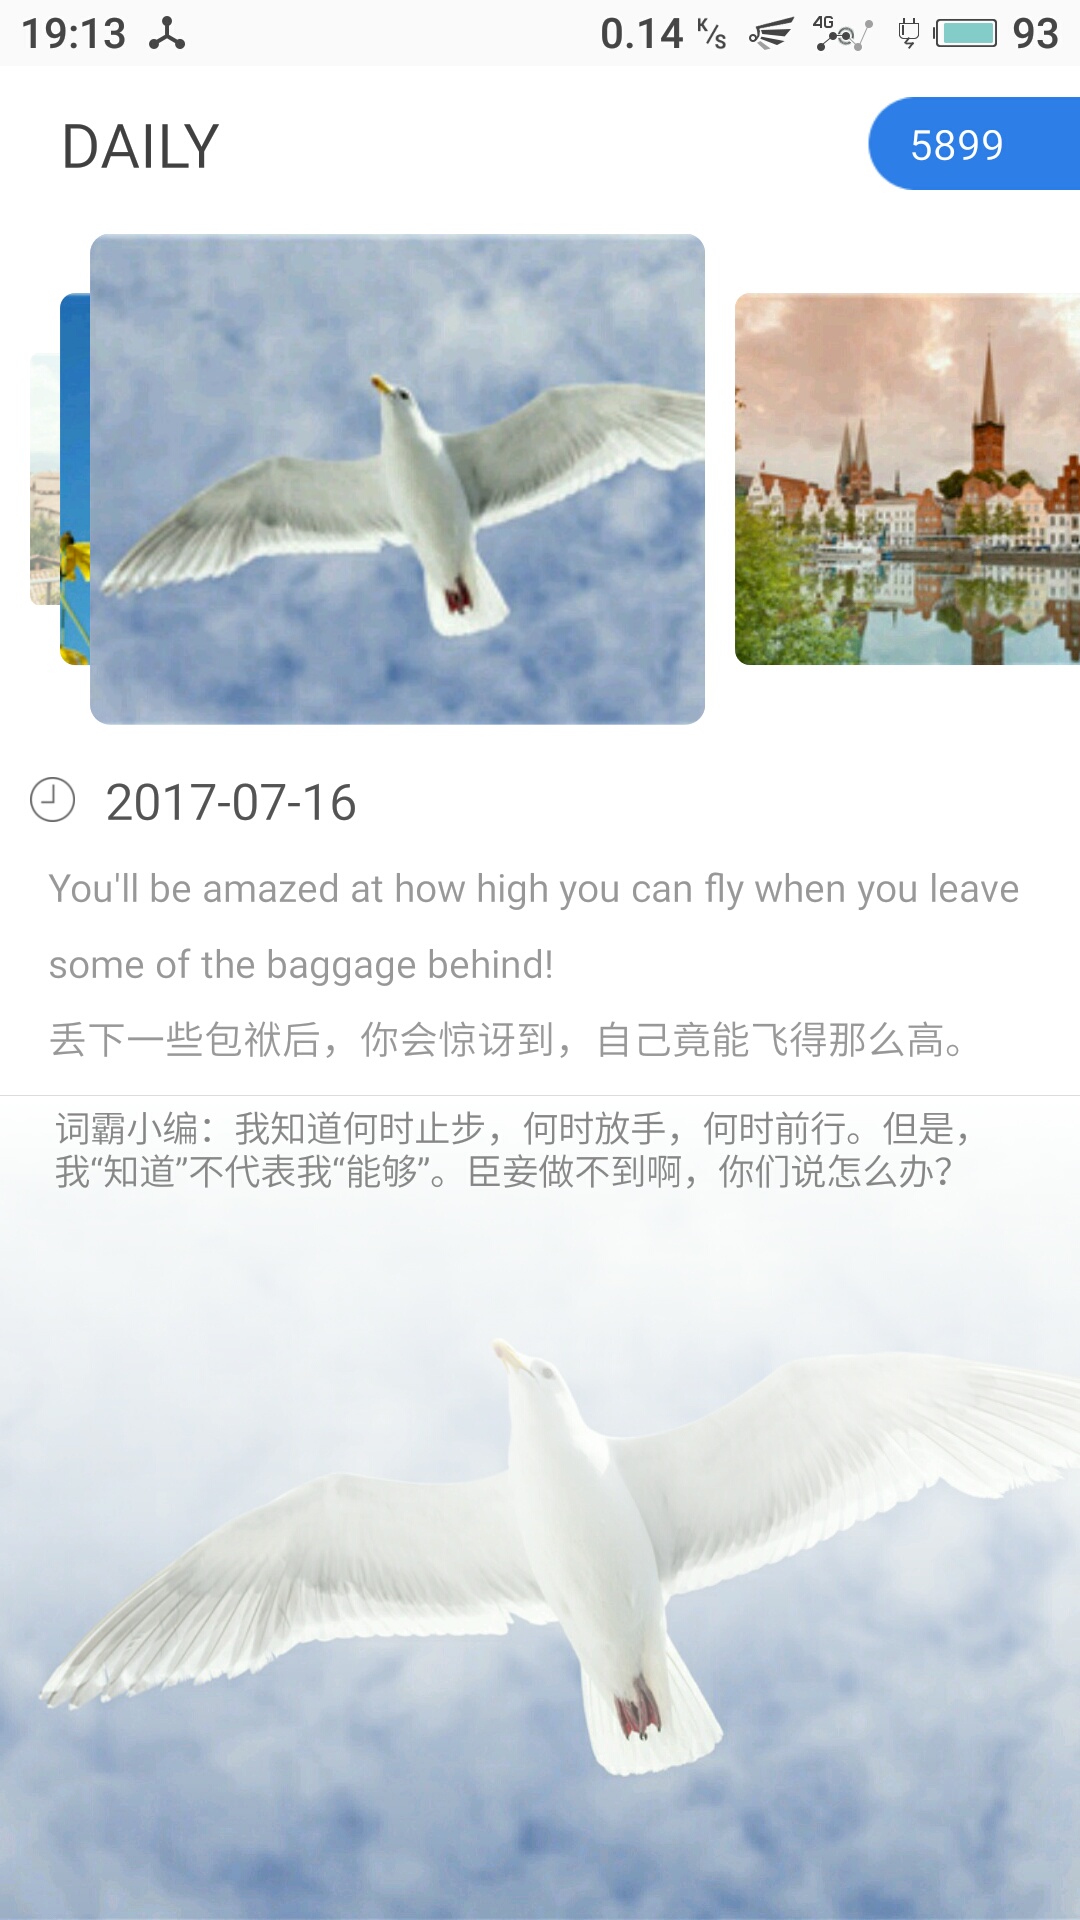 19:13
0.14 K/S 4G 93
DAILY
5899
2017-07-16
You'll be amazed at how high you can fly when you leave
some of the baggage behind!
丢下一些包袱后，你会惊讶到，自己竟能飞得那么高。
词霸小编：我知道何时止步，何时放手，何时前行。但是，
我“知道”不代表我“能够”。臣妾做不到啊，你们说怎么办？